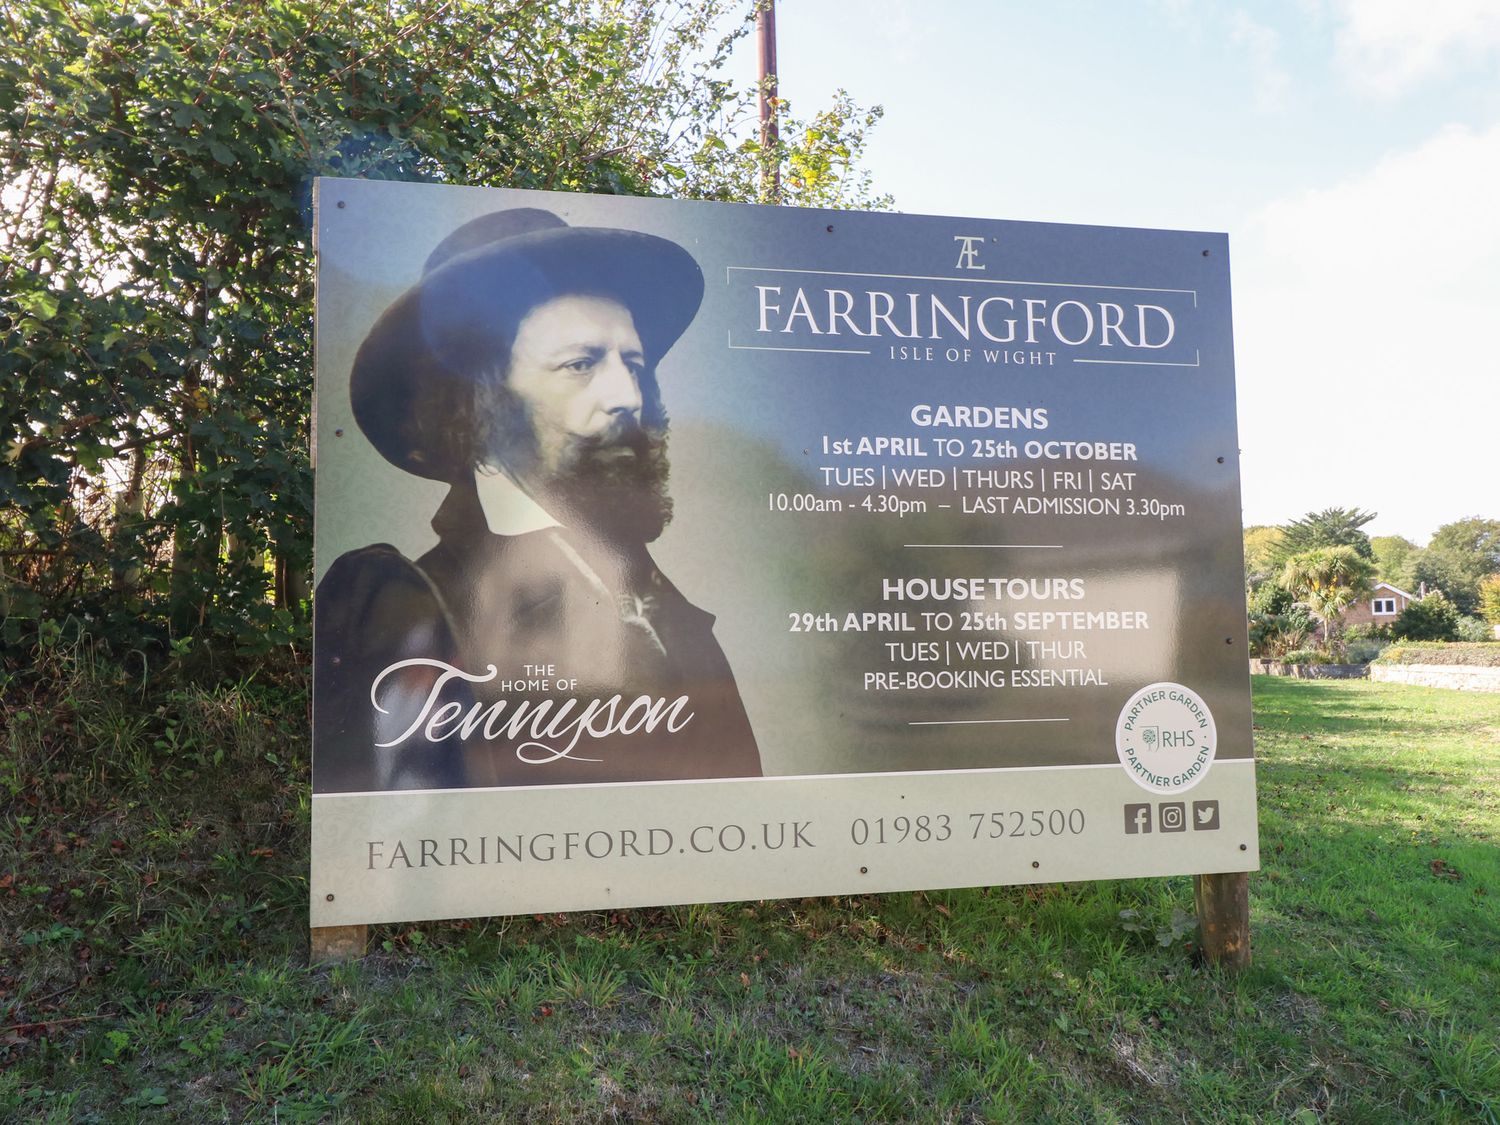 Æ
FARRINGFORD
ISLE OF WIGHT
GARDENS
1st APRIL TO 25th OCTOBER
TUES | WED | THURS | FRI | SAT
10.00am - 4.30pm – LAST ADMISSION 3.30pm
HOUSE TOURS
29th APRIL TO 25th SEPTEMBER
TUES | WED | THUR
PRE-BOOKING ESSENTIAL
THE
HOME OF
Tennyson
PARTNER GARDEN
RHS
PARTNER GARDEN
FARRINGFORD.CO.UK 01983 752500